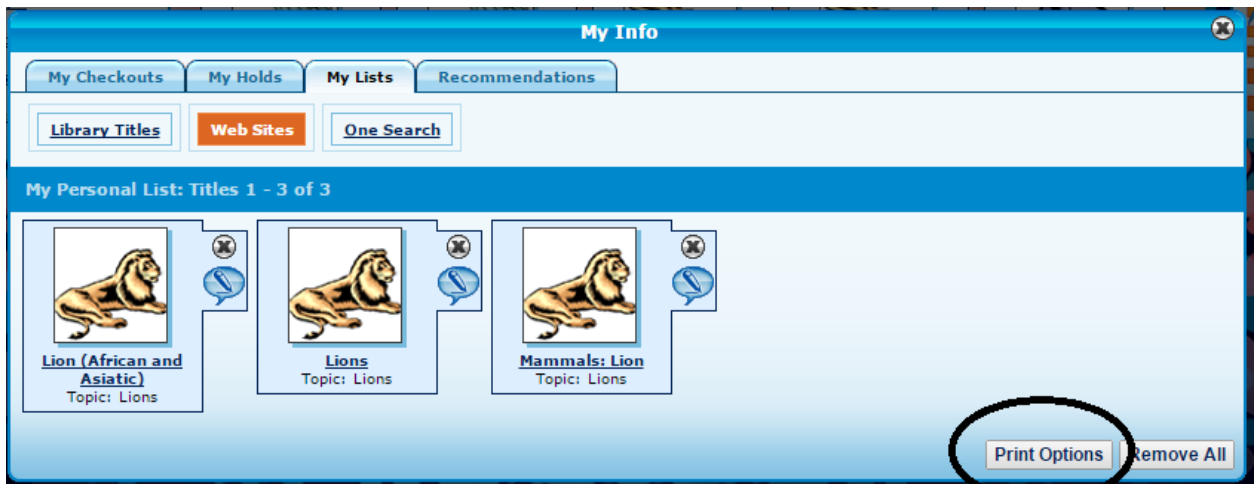 My Info
My Checkouts My Holds My Lists Recommendations
Library Titles Web Sites One Search
My Personal List: Titles 1 - 3 of 3
Lion (African and
Asiatic)
Topic: Lions
Lions
Topic: Lions
Mammals: Lion
Topic: Lions
Print Options Remove All